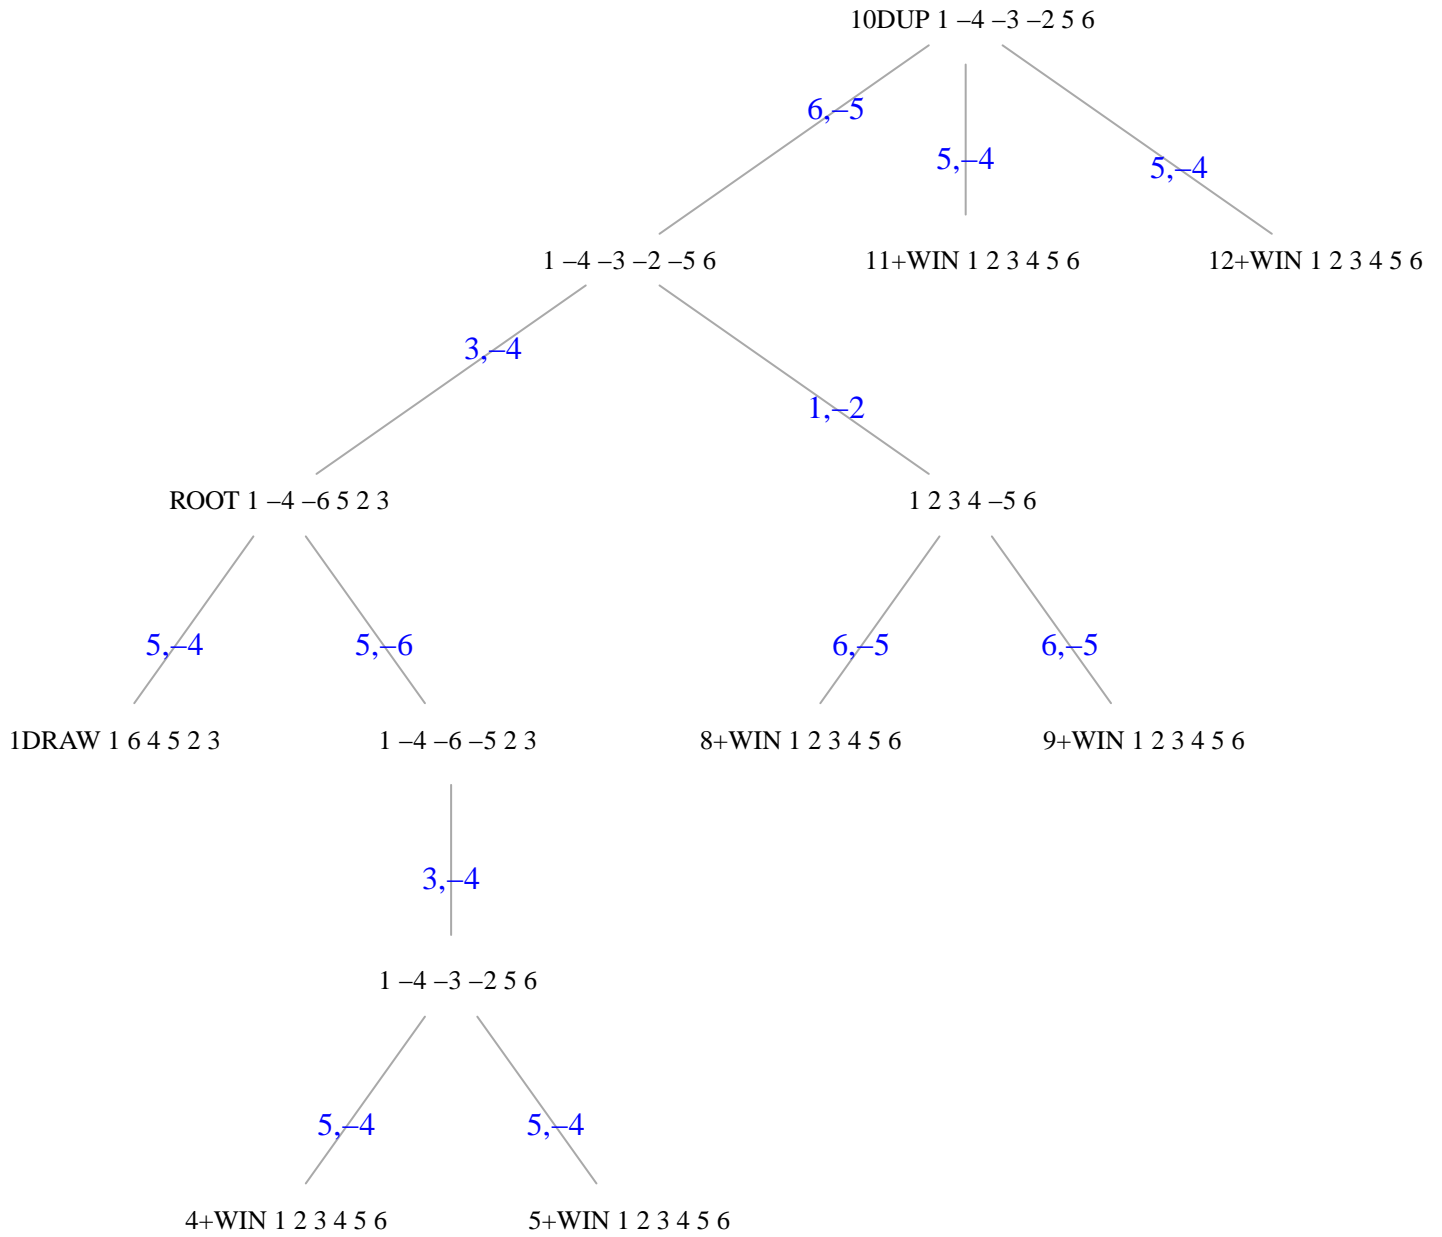 10DUP 1 –4 –3 –2 5 6
6,–5
5,–4
5,–4
1 –4 –3 –2 –5 6
11+WIN 1 2 3 4 5 6
12+WIN 1 2 3 4 5 6
3,–4
1,–2
ROOT 1 –4 –6 5 2 3
1 2 3 4 –5 6
5,–4
5,–6
6,–5
6,–5
1DRAW 1 6 4 5 2 3
1 –4 –6 –5 2 3
8+WIN 1 2 3 4 5 6
9+WIN 1 2 3 4 5 6
3,–4
1 –4 –3 –2 5 6
5,–4
5,–4
4+WIN 1 2 3 4 5 6
5+WIN 1 2 3 4 5 6